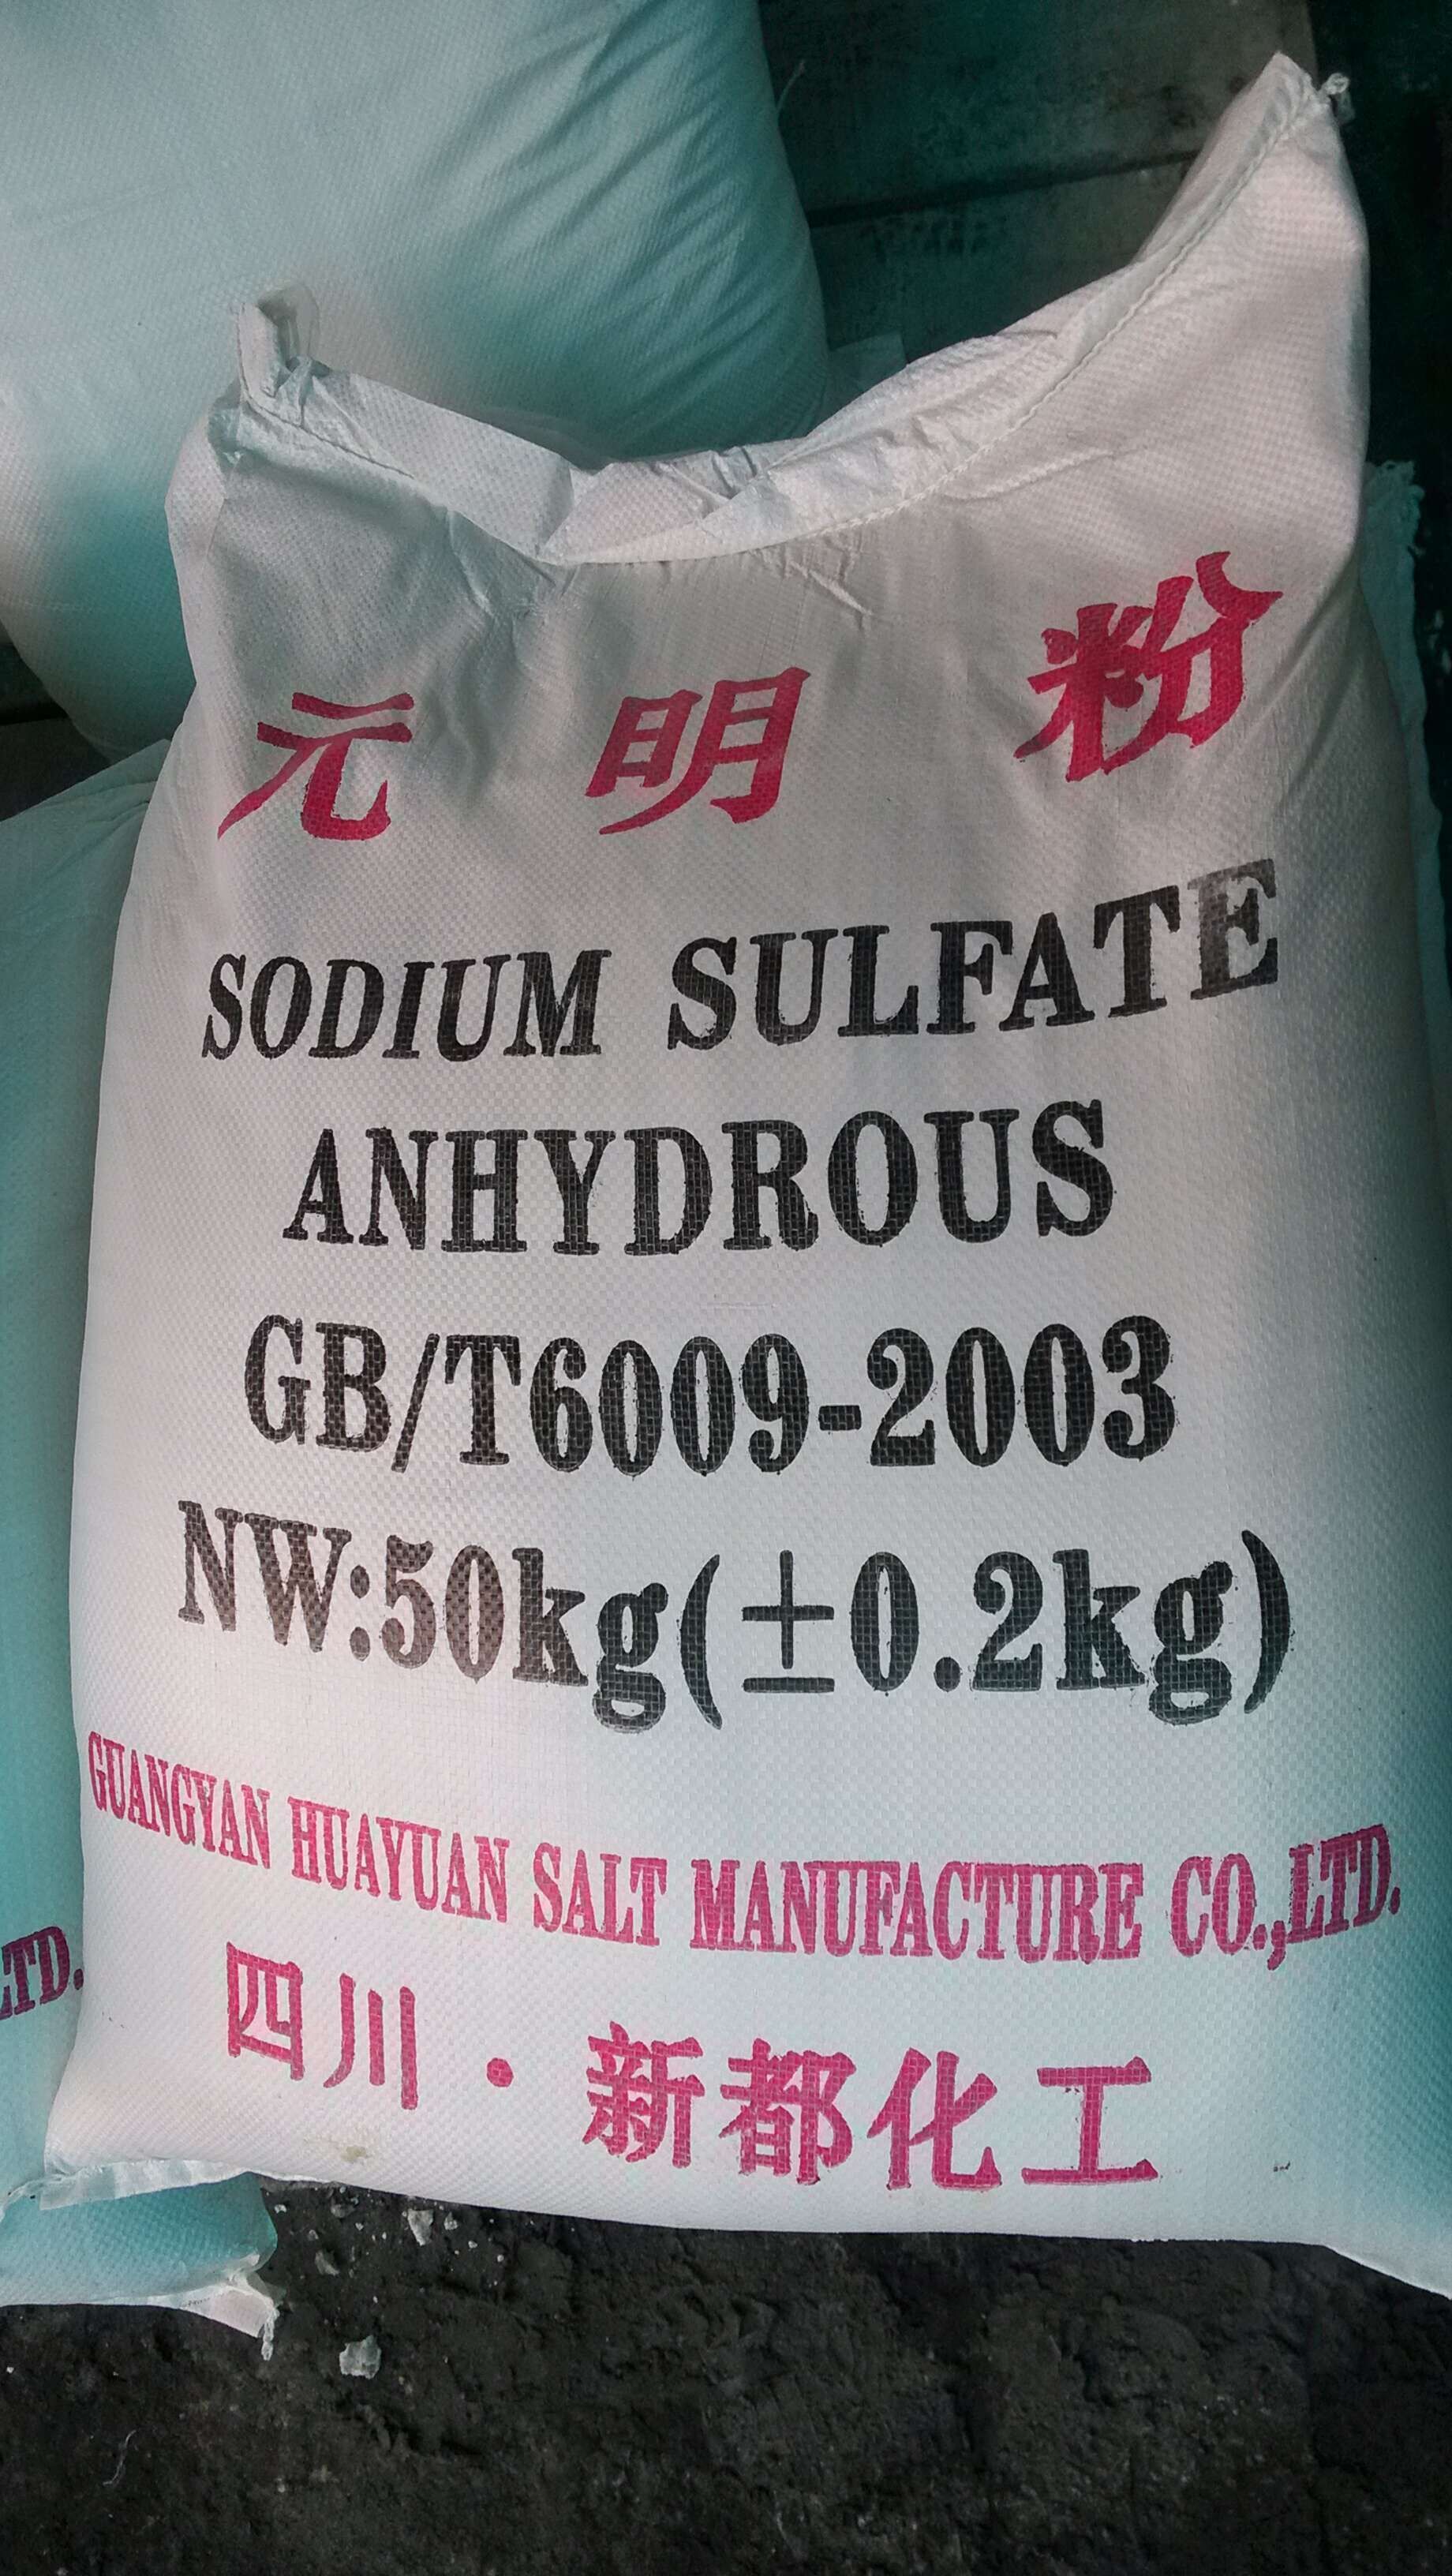 元明粉
SODIUM SULFATE
ANHYDROUS
GB/T6009-2003
NW:50kg(±0.2kg)
GUANGYAN HUAYUAN SALT MANUFACTURE CO.,LTD.
LTD.
四川·新都化工